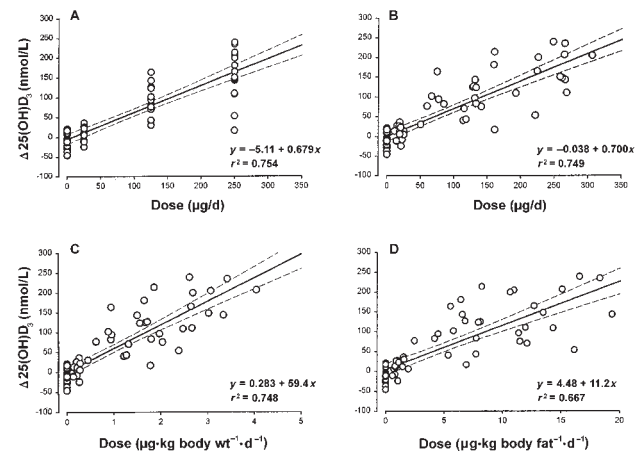 A
B
Δ25(OH)D3 (nmol/L)
300
250
200
150
100
50
0
-50
-100
y = –5.11 + 0.679x
r² = 0.754
0 50 100 150 200 250 300 350
Dose (µg/d)
300
250
200
150
100
50
0
-50
-100
y = –0.038 + 0.700x
r² = 0.749
0 50 100 150 200 250 300 350
Dose (µg/d)
C
D
Δ25(OH)D3 (nmol/L)
300
250
200
150
100
50
0
-50
-100
y = 0.283 + 59.4x
r² = 0.748
0 1 2 3 4 5
Dose (µg·kg body wt⁻¹·d⁻¹)
300
250
200
150
100
50
0
-50
-100
y = 4.48 + 11.2x
r² = 0.667
0 5 10 15 20
Dose (µg·kg body fat⁻¹·d⁻¹)